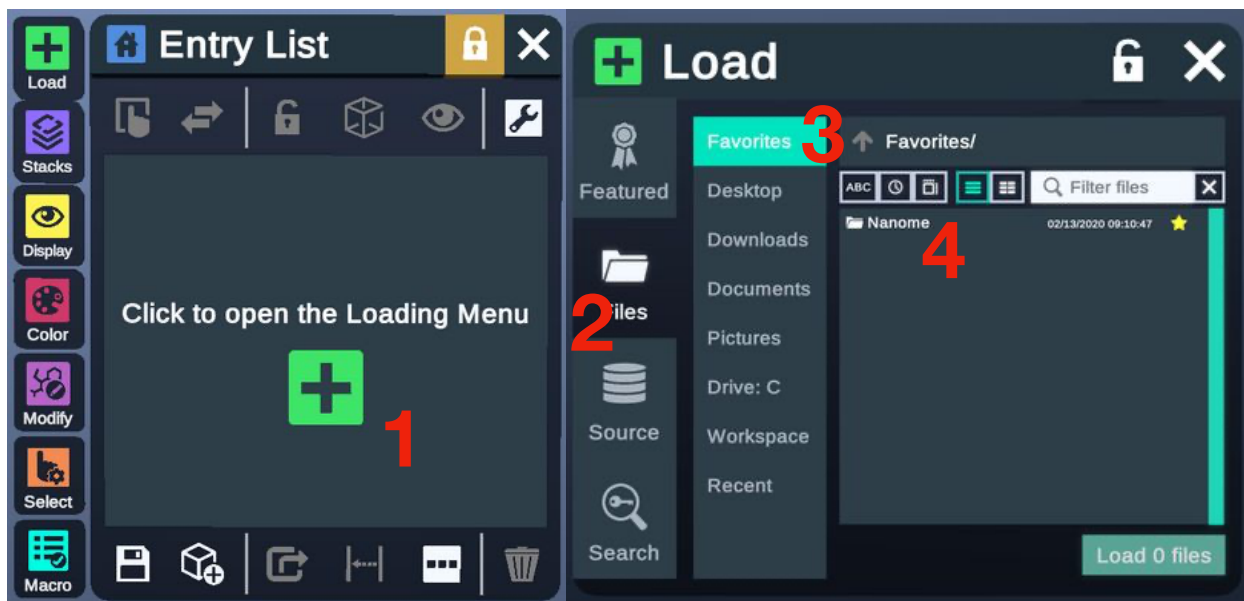 Load
Stacks
Display
Color
Modify
Select
Macro
Entry List
Click to open the Loading Menu
1
Load
Featured
2
Files
Source
Search
Favorites
3
Desktop
Downloads
Documents
Pictures
Drive: C
Workspace
Recent
Favorites/
ABC
Filter files
Nanome 02/13/2020 09:10:47
4
Load 0 files